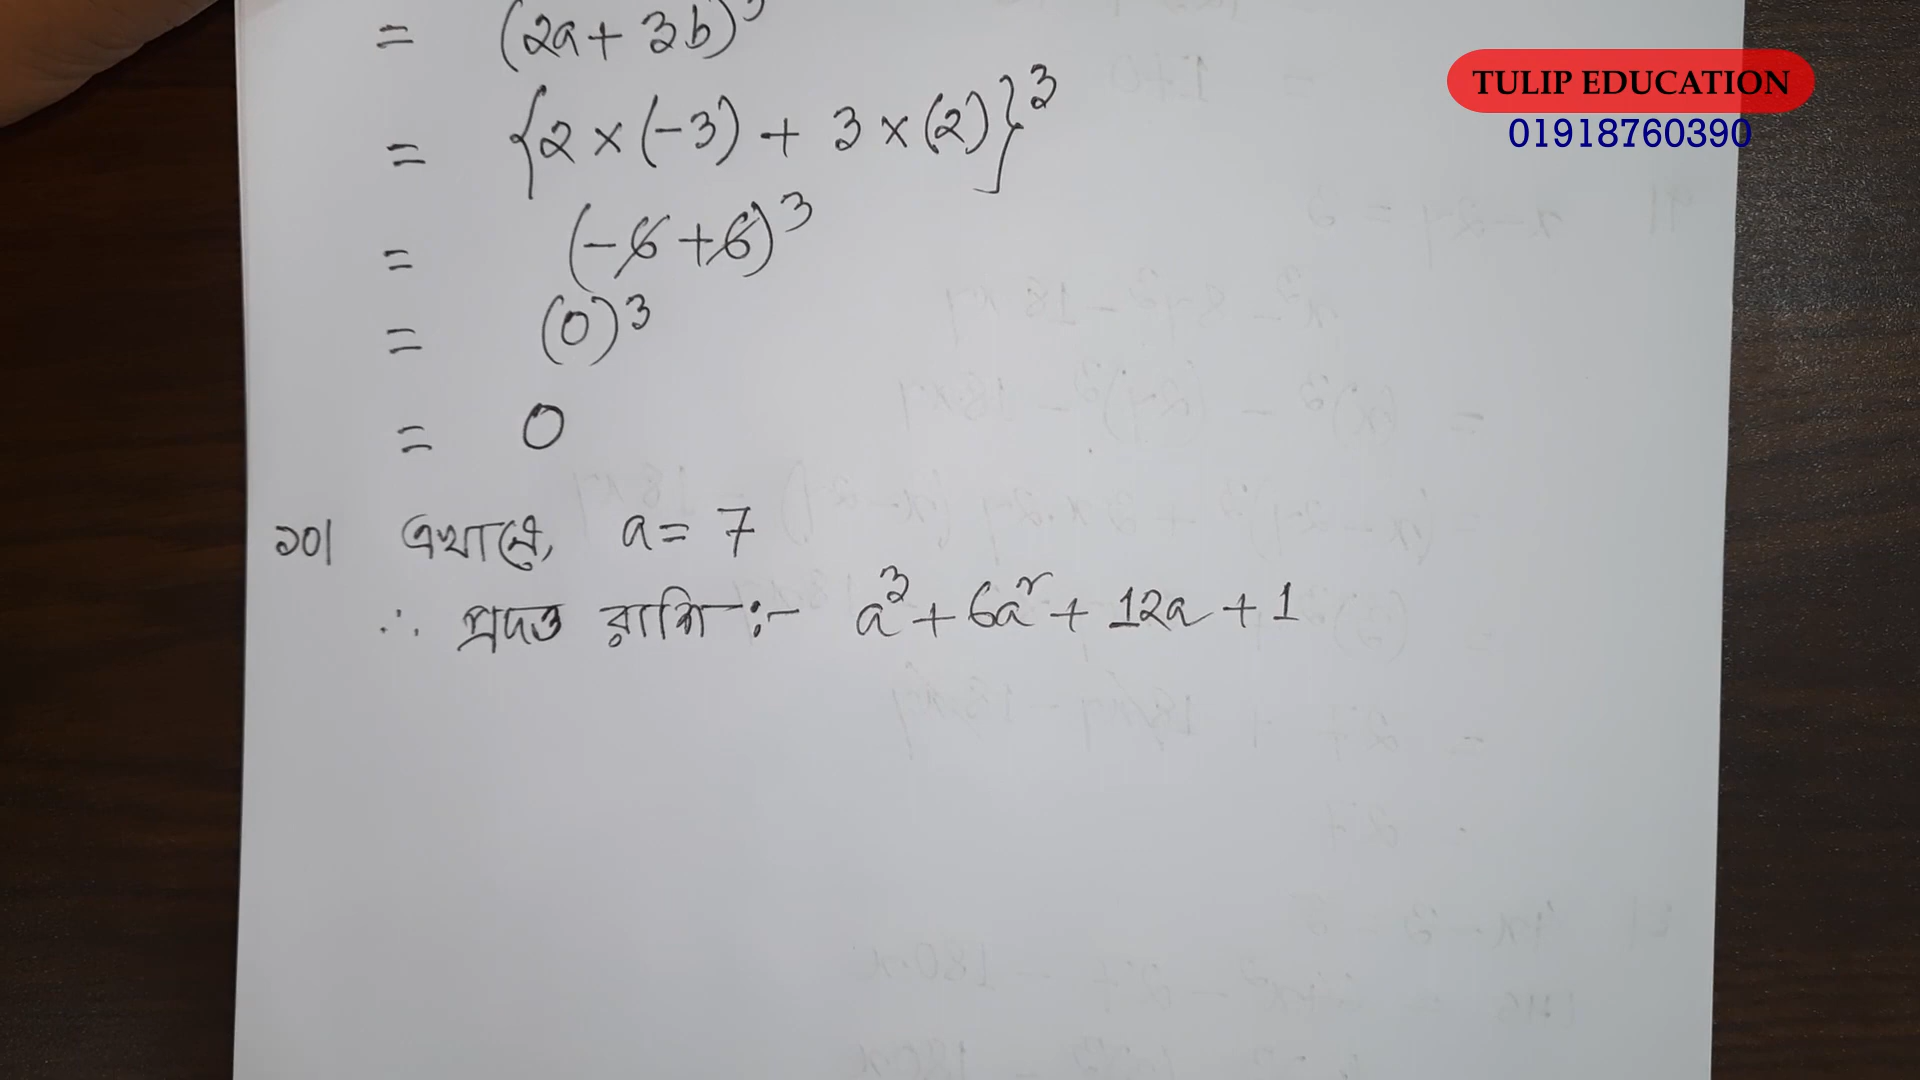 = (2a + 3b)³
= {2 × (-3) + 3 × (2)}³
= (-6 + 6)³
= (0)³
= 0
১০। এখানে, a = 7
∴ প্রদত্ত রাশি :- a³ + 6a² + 12a + 1
TULIP EDUCATION
01918760390